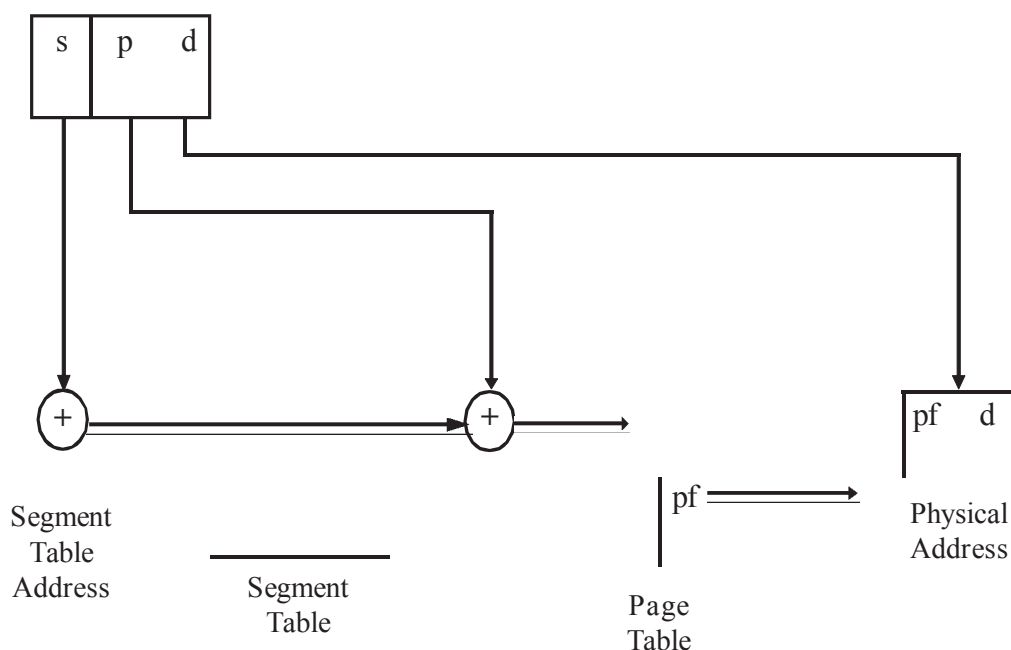 s p d
+ +
pf d
pf
Segment
Table
Address
Segment
Table
Page
Table
Physical
Address